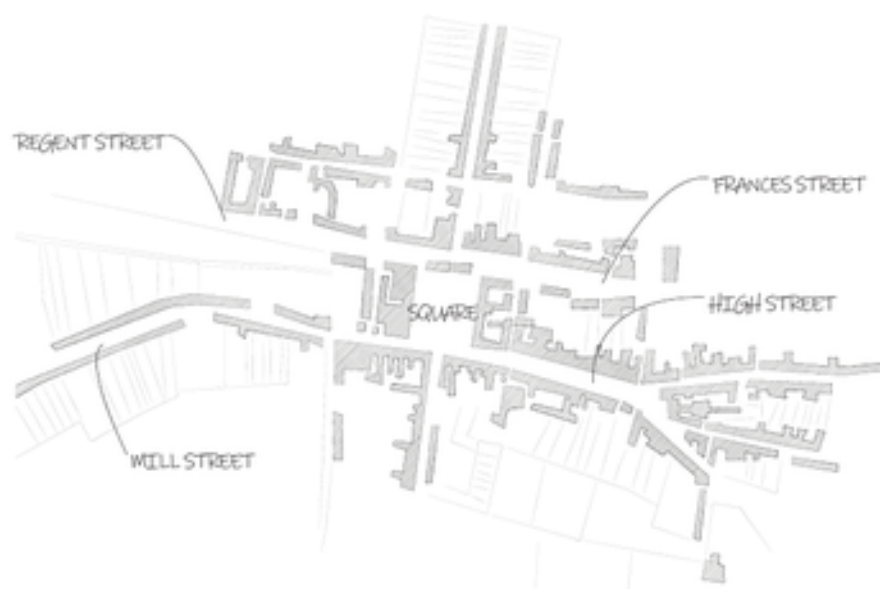 REGENT STREET
FRANCES STREET
SQUARE
HIGH STREET
MILL STREET